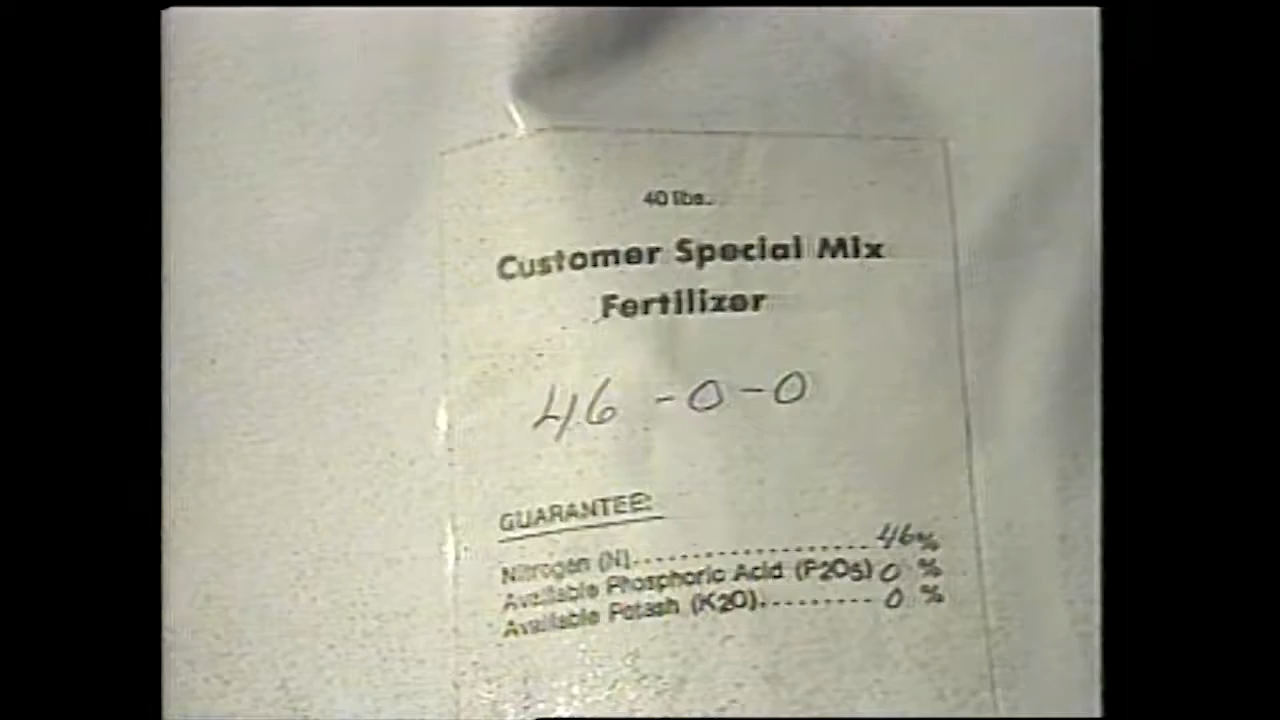 40 lbs.
Customer Special Mix
Fertilizer
46-0-0
GUARANTEE:
Nitrogen (N)......................46%
Available Phosphoric Acid (P2O5) 0 %
Available Potash (K2O).......... 0 %